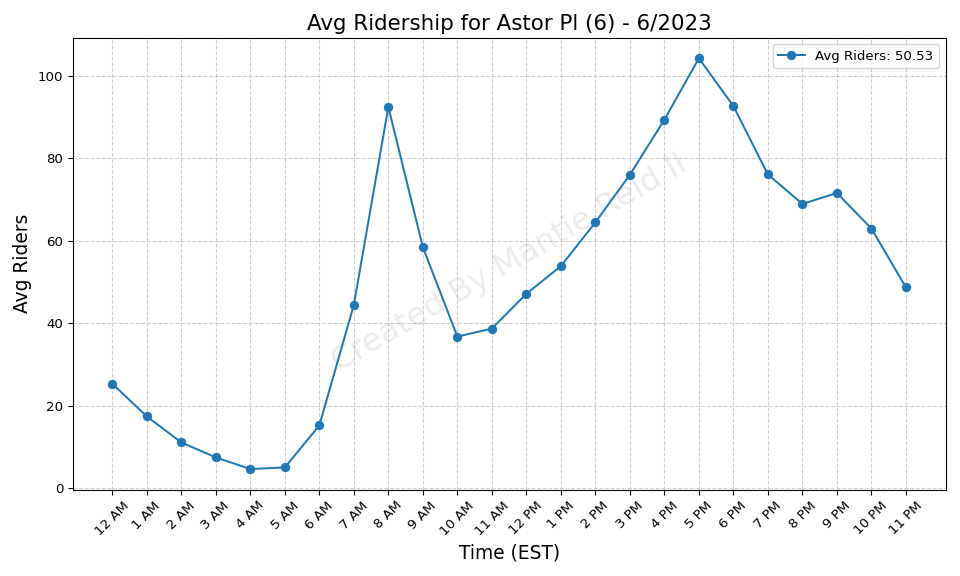 Avg Ridership for Astor Pl (6) - 6/2023
Avg Riders: 50.53
Avg Riders
100
80
60
40
20
0
Created By Mantie Reid II
12 AM
1 AM
2 AM
3 AM
4 AM
5 AM
6 AM
7 AM
8 AM
9 AM
10 AM
11 AM
12 PM
1 PM
2 PM
3 PM
4 PM
5 PM
6 PM
7 PM
8 PM
9 PM
10 PM
11 PM
Time (EST)